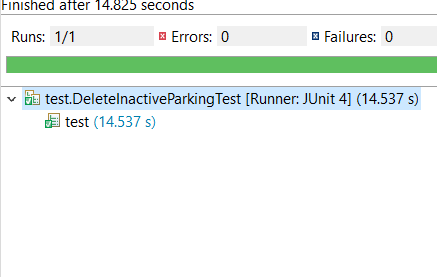 Finished after 14.825 seconds
Runs: 1/1 Errors: 0 Failures: 0
test.DeleteInactiveParkingTest [Runner: JUnit 4] (14.537 s)
test (14.537 s)